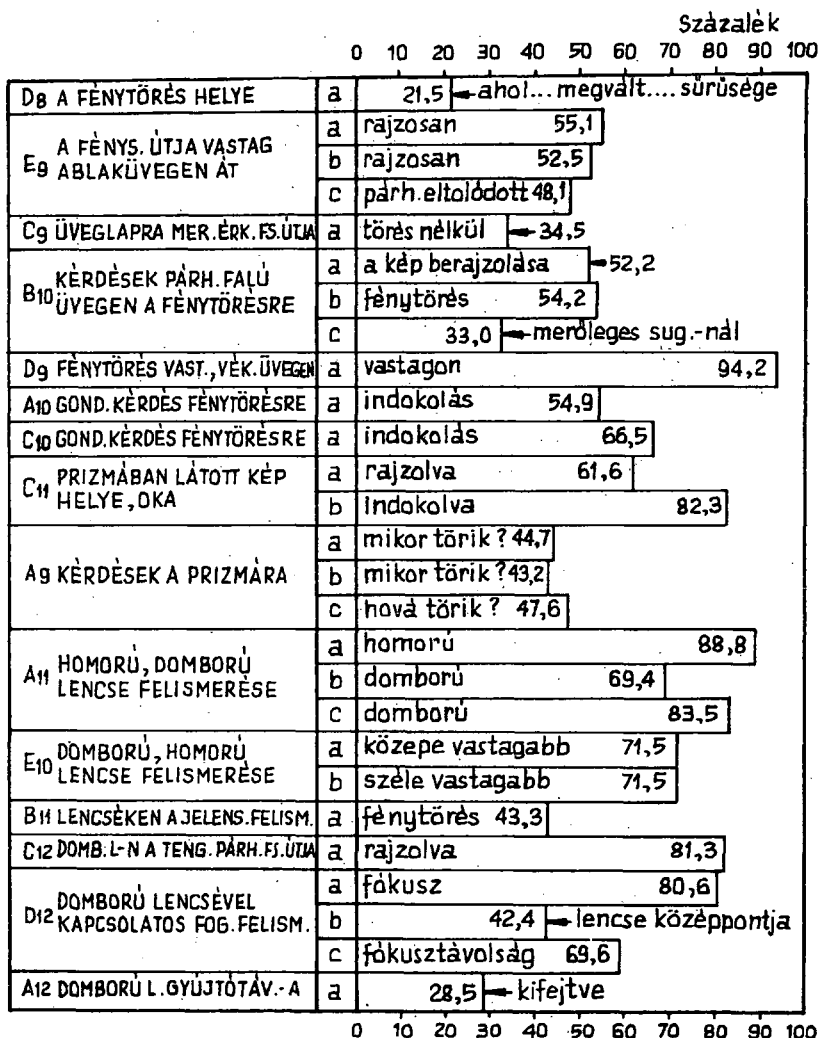 Százalék
0 10 20 30 40 50 60 70 80 90 100
D8 A FÉNYTÖRÉS HELYE a 21,5 ahol... megvált.... sűrűsége
E9 A FÉNYS. ÚTJA VASTAG ABLAKÜVEGEN ÁT a rajzosan 55,1
b rajzosan 52,5
c párh. eltolódott 48,1
C9 ÜVEGLAPRA MER. ÉRK. FS. ÚTJA a törés nélkül 34,5
B10 KÉRDÉSEK PÁRH. FALÚ ÜVEGEN A FÉNYTÖRÉSRE a a kép berajzolása 52,2
b fénytörés 54,2
c 33,0 merőleges sug.-nál
D9 FÉNYTÖRÉS VAST., VÉK. ÜVEGEN a vastagon 94,2
A10 GOND. KÉRDÉS FÉNYTÖRÉSRE a indokolás 54,9
C10 GOND. KÉRDÉS FÉNYTÖRÉSRE a indokolás 66,5
C11 PRIZMÁBAN LÁTOTT KÉP HELYE, OKA a rajzolva 61,6
b indokolva 82,3
A9 KÉRDÉSEK A PRIZMÁRA a mikor törik? 44,7
b mikor törik? 43,2
c hová törik? 47,6
A11 HOMORÚ, DOMBORÚ LENCSE FELISMERÉSE a homorú 88,8
b domború 69,4
c domború 83,5
E10 DOMBORÚ, HOMORÚ LENCSE FELISMERÉSE a közepe vastagabb 71,5
b széle vastagabb 71,5
B11 LENCSÉKEN A JELENS. FELISM. a fénytörés 43,3
C12 DOMB. L-N A TENG. PÁRH. FS. ÚTJA a rajzolva 81,3
D12 DOMBORÚ LENCSÉVEL KAPCSOLATOS FOG. FELISM. a fókusz 80,6
b 42,4 lencse középpontja
c fókusztávolság 69,6
A12 DOMBORÚ L. GYŰJTŐTÁV.-A a 28,5 kifejtve
0 10 20 30 40 50 60 70 80 90 100